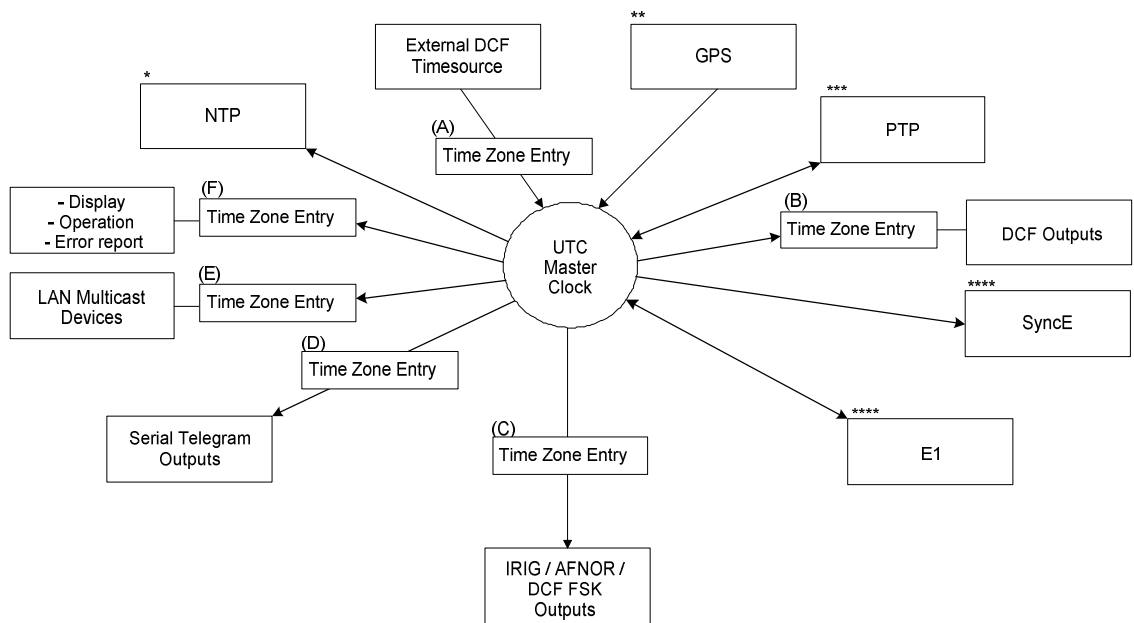 External DCF
Timesource
**
GPS
*
NTP
***
PTP
(A)
Time Zone Entry
(F)
Time Zone Entry
- Display
- Operation
- Error report
(B)
Time Zone Entry
DCF Outputs
UTC
Master
Clock
(E)
Time Zone Entry
LAN Multicast
Devices
****
SyncE
(D)
Time Zone Entry
Serial Telegram
Outputs
(C)
Time Zone Entry
****
E1
IRIG / AFNOR /
DCF FSK
Outputs